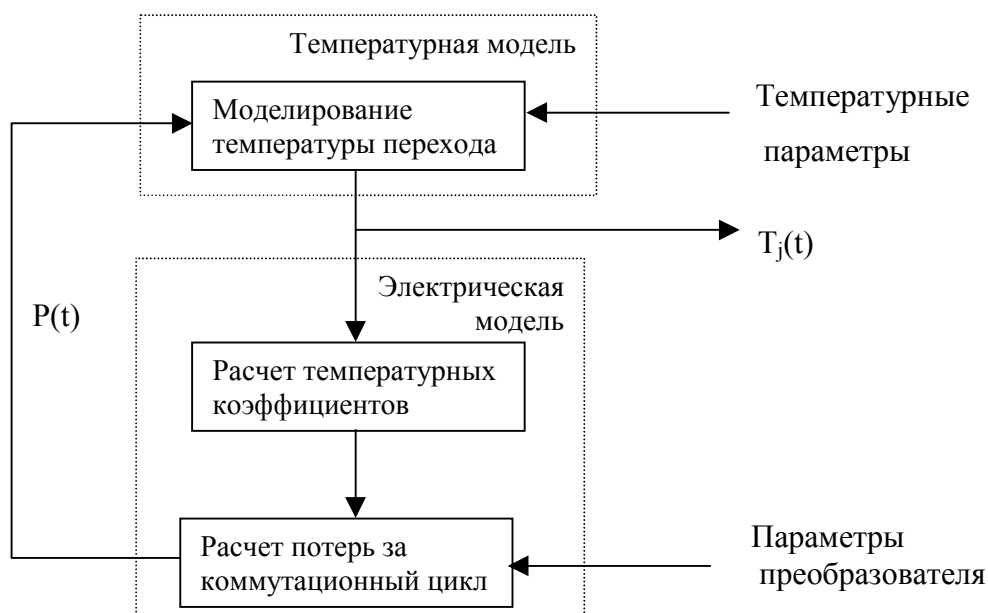 Температурная модель
Моделирование
температуры перехода
Температурные
параметры
T_j(t)
Электрическая
модель
P(t)
Расчет температурных
коэффициентов
Расчет потерь за
коммутационный цикл
Параметры
преобразователя